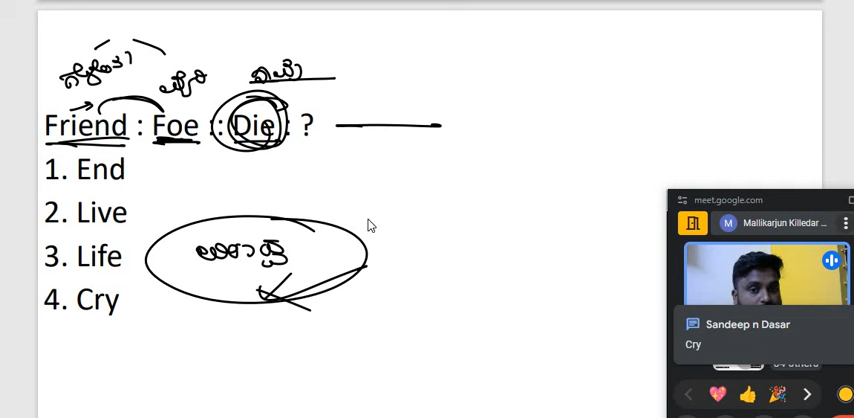 Friend : Foe :: Die : ?
1. End
2. Live
3. Life
4. Cry
meet.google.com
M Mallikarjun Killedar ...
Sandeep n Dasar
Cry